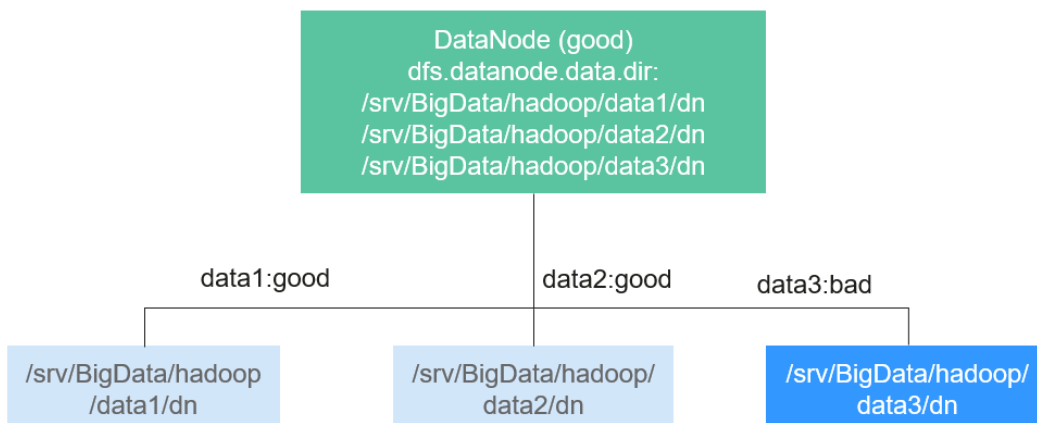 DataNode (good)
dfs.datanode.data.dir:
/srv/BigData/hadoop/data1/dn
/srv/BigData/hadoop/data2/dn
/srv/BigData/hadoop/data3/dn
data1:good
data2:good
data3:bad
/srv/BigData/hadoop
/data1/dn
/srv/BigData/hadoop/
data2/dn
/srv/BigData/hadoop/
data3/dn